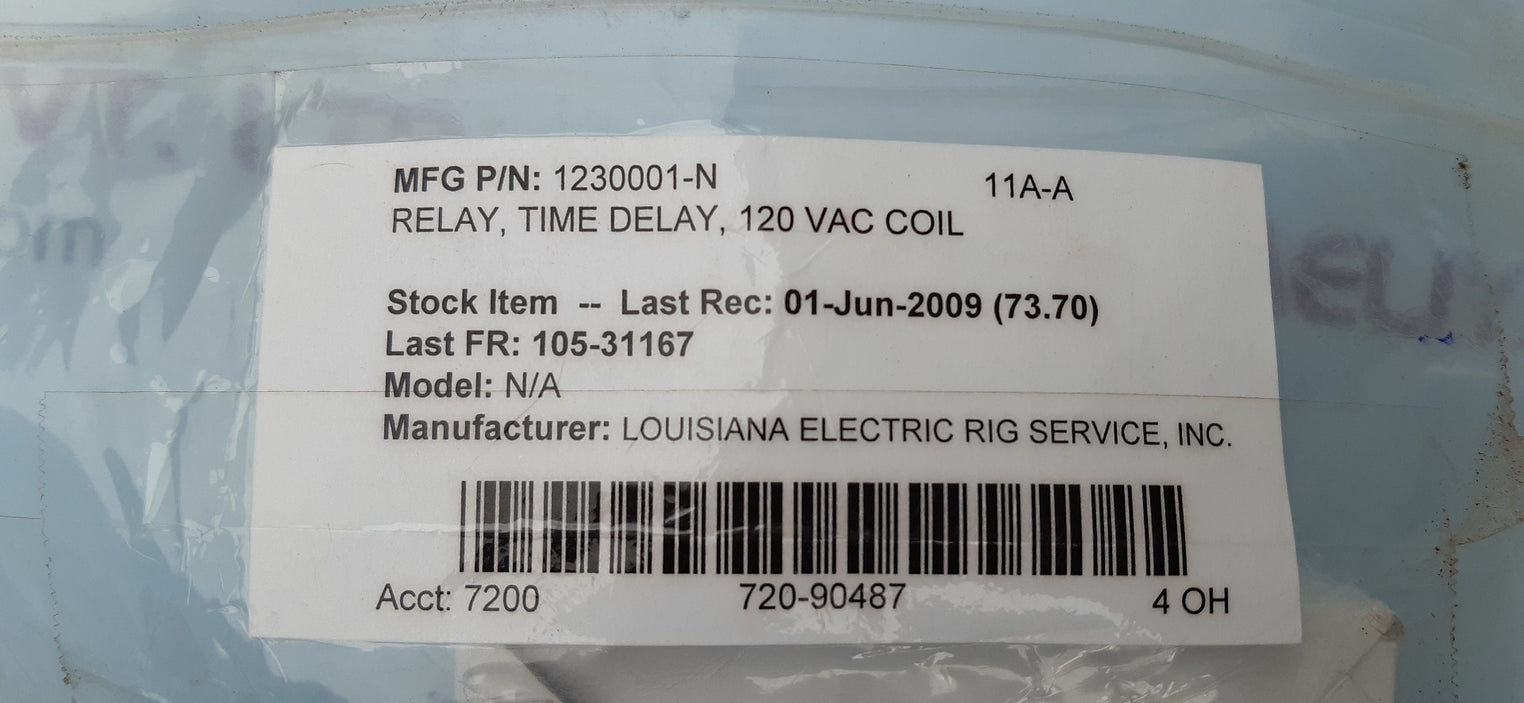 MFG P/N: 1230001-N 11A-A
RELAY, TIME DELAY, 120 VAC COIL
Stock Item -- Last Rec: 01-Jun-2009 (73.70)
Last FR: 105-31167
Model: N/A
Manufacturer: LOUISIANA ELECTRIC RIG SERVICE, INC.
Acct: 7200 720-90487 4 OH